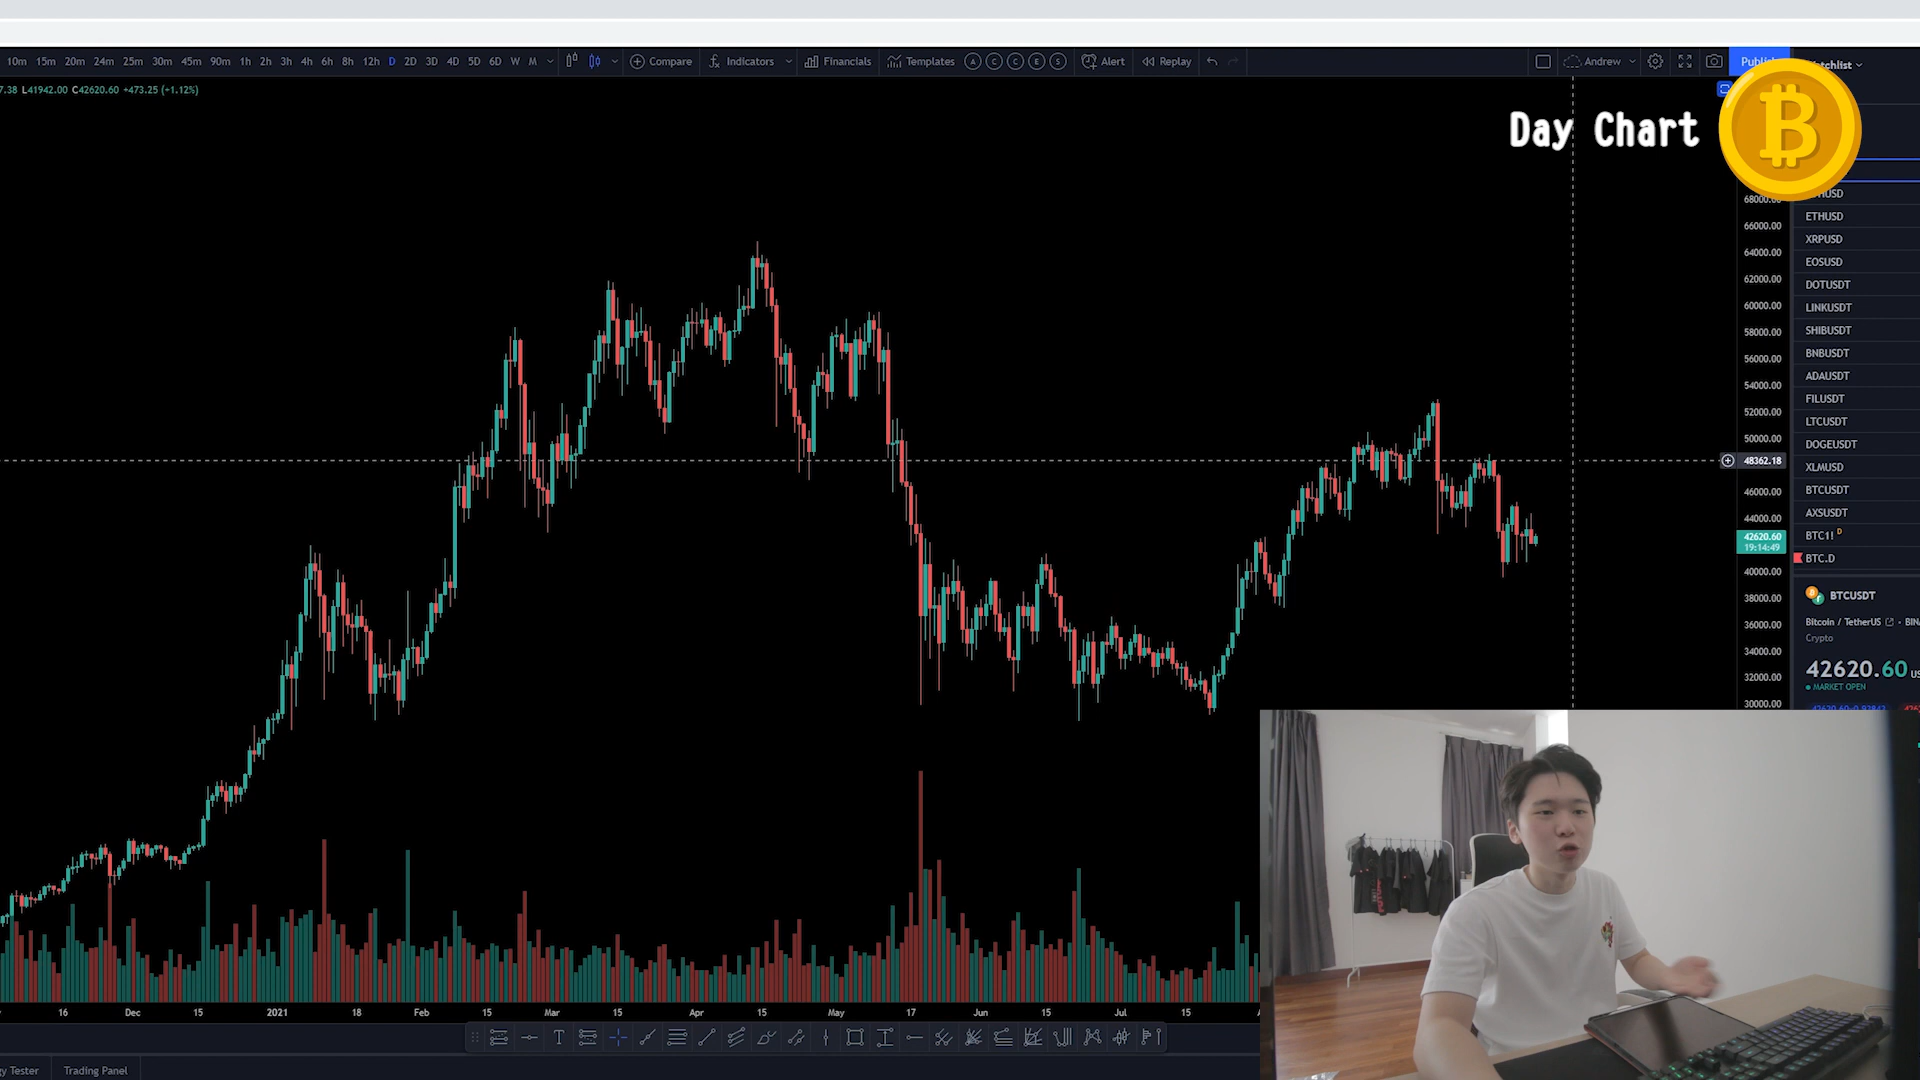 10m 15m 20m 24m 25m 30m 45m 90m 1h 2h 3h 4h 6h 8h 12h D 2D 3D 4D 5D 6D W M Compare Indicators Financials Templates A C C E S Alert Replay Andrew
7.38 L41942.00 C42620.60 +473.25 (+1.12%)
Day Chart
68000.00
66000.00
64000.00
62000.00
60000.00
58000.00
56000.00
54000.00
52000.00
50000.00
48362.18
46000.00
44000.00
42620.60
19:14:49
40000.00
38000.00
36000.00
34000.00
32000.00
30000.00
ETHUSD
XRPUSD
EOSUSD
DOTUSDT
LINKUSDT
SHIBUSDT
BNBUSDT
ADAUSDT
FILUSDT
LTCUSDT
DOGEUSDT
XLMUSD
BTCUSDT
AXSUSDT
BTC1! D
BTC.D
BTCUSDT
Bitcoin / TetherUS
Crypto
42620.60
MARKET OPEN
16 Dec 15 2021 18 Feb 15 Mar 15 Apr 15 May 17 Jun 15 Jul 15
Tester Trading Panel